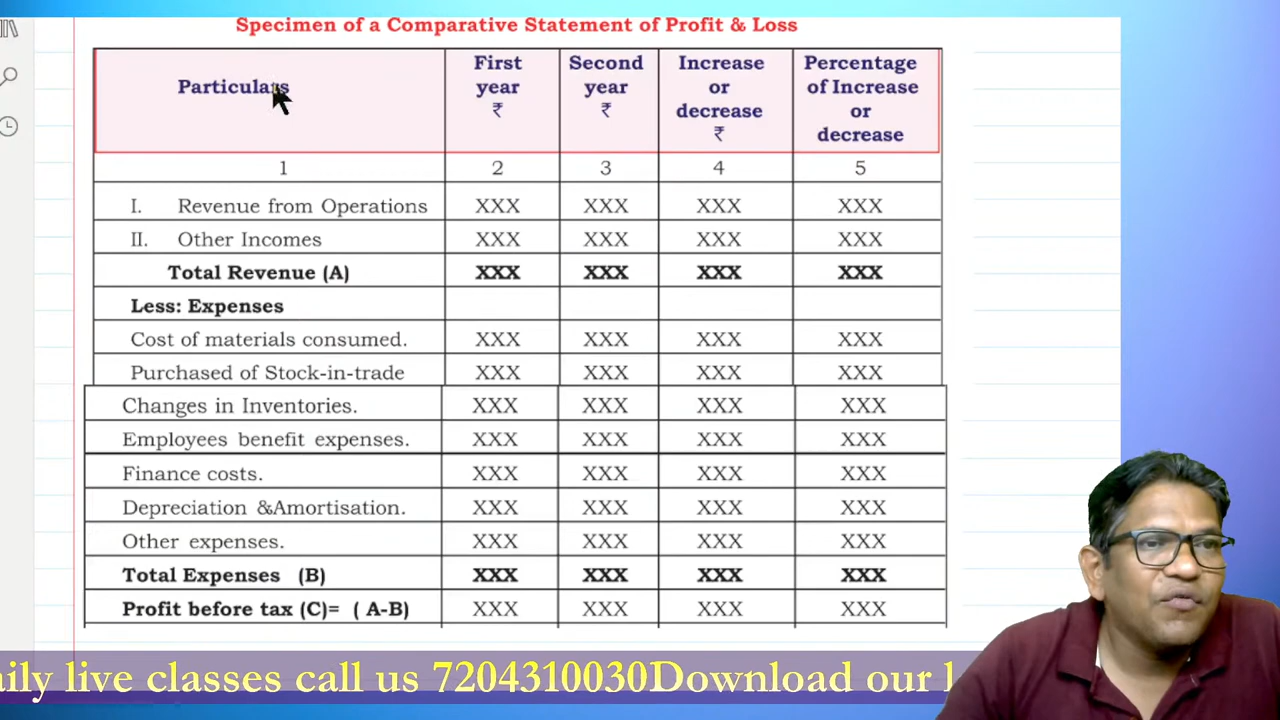 Specimen of a Comparative Statement of Profit & Loss
Particulars First year ₹ Second year ₹ Increase or decrease ₹ Percentage of Increase or decrease
1 2 3 4 5
I. Revenue from Operations XXX XXX XXX XXX
II. Other Incomes XXX XXX XXX XXX
Total Revenue (A) XXX XXX XXX XXX
Less: Expenses
Cost of materials consumed. XXX XXX XXX XXX
Purchased of Stock-in-trade XXX XXX XXX XXX
Changes in Inventories. XXX XXX XXX XXX
Employees benefit expenses. XXX XXX XXX XXX
Finance costs. XXX XXX XXX XXX
Depreciation &Amortisation. XXX XXX XXX XXX
Other expenses. XXX XXX XXX XXX
Total Expenses (B) XXX XXX XXX XXX
Profit before tax (C)= ( A-B) XXX XXX XXX XXX
live classes call us 7204310030Download our